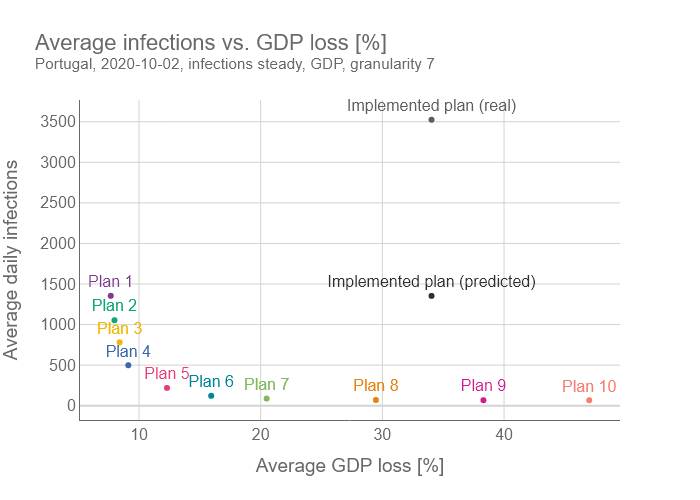 Average infections vs. GDP loss [%]
Portugal, 2020-10-02, infections steady, GDP, granularity 7
Implemented plan (real)
3500
3000
2500
2000
1500
1000
500
0
Average daily infections
Implemented plan (predicted)
Plan 1
Plan 2
Plan 3
Plan 4
Plan 5
Plan 6
Plan 7
Plan 8
Plan 9
Plan 10
10
20
30
40
Average GDP loss [%]